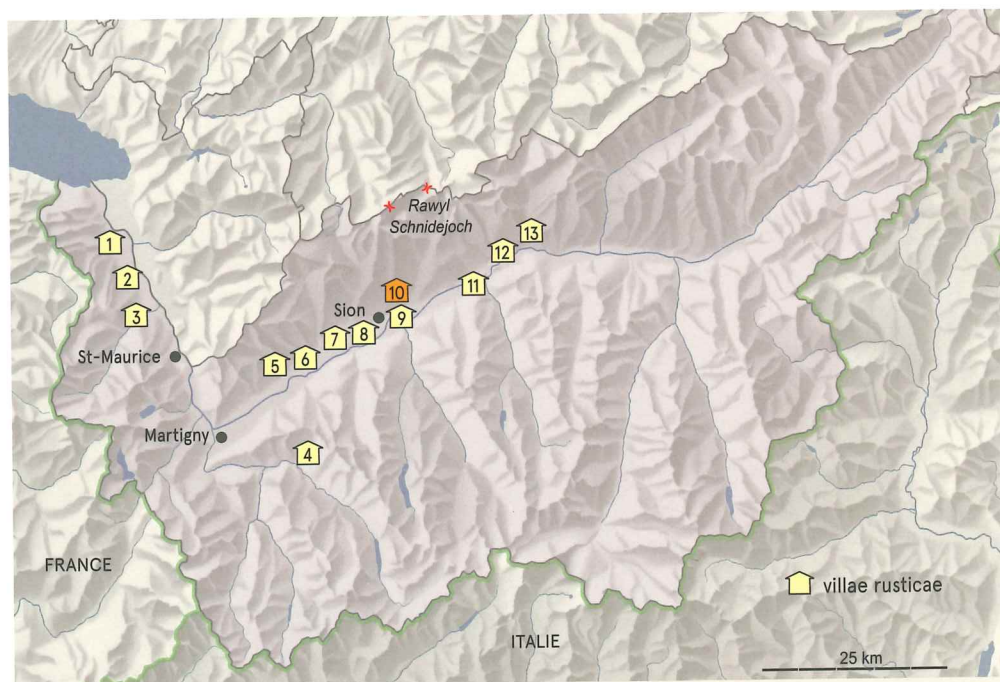 Rawyl
Schnidejoch
1
2
3
13
12
11
10
Sion
9
8
7
6
5
St-Maurice
Martigny
4
FRANCE
villae rusticae
ITALIE
25 km